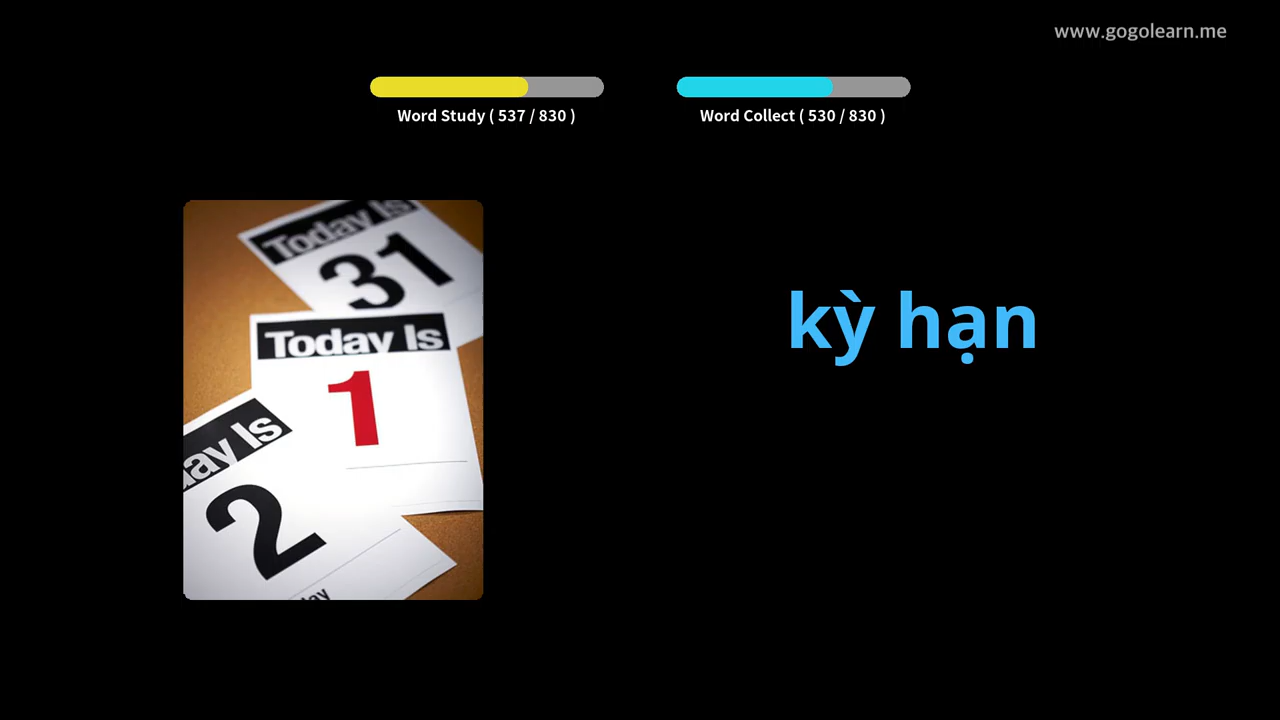 www.gogolearn.me
Word Study ( 537 / 830 )
Word Collect ( 530 / 830 )
Today Is
31
Today Is
1
ay Is
2
kỳ hạn